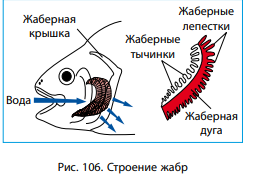 Жаберная
крышка
Жаберные
лепестки
Жаберные
тычинки
Вода
Жаберная
дуга
Рис. 106. Строение жабр